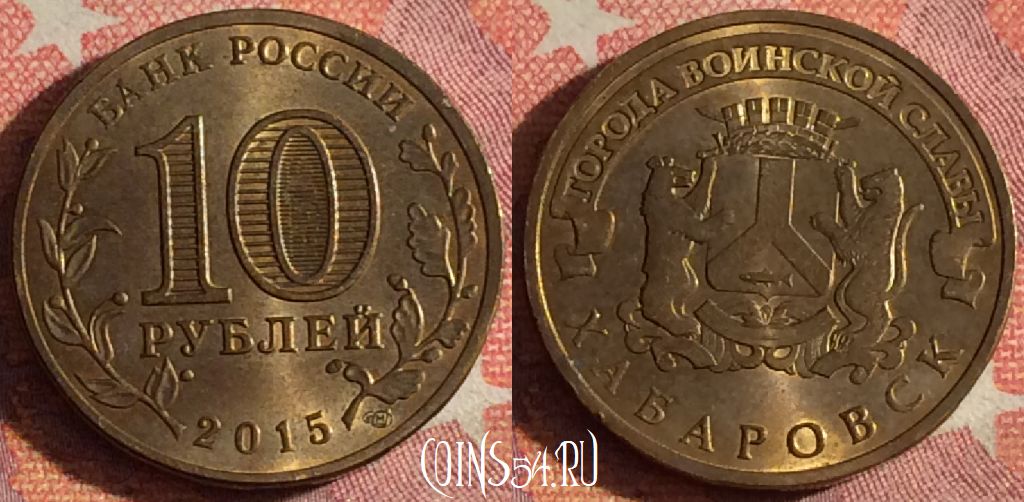 БАНК РОССИИ
10
РУБЛЕЙ
2015
ГОРОДА ВОИНСКОЙ СЛАВЫ
ХАБАРОВСК
COINS54.RU